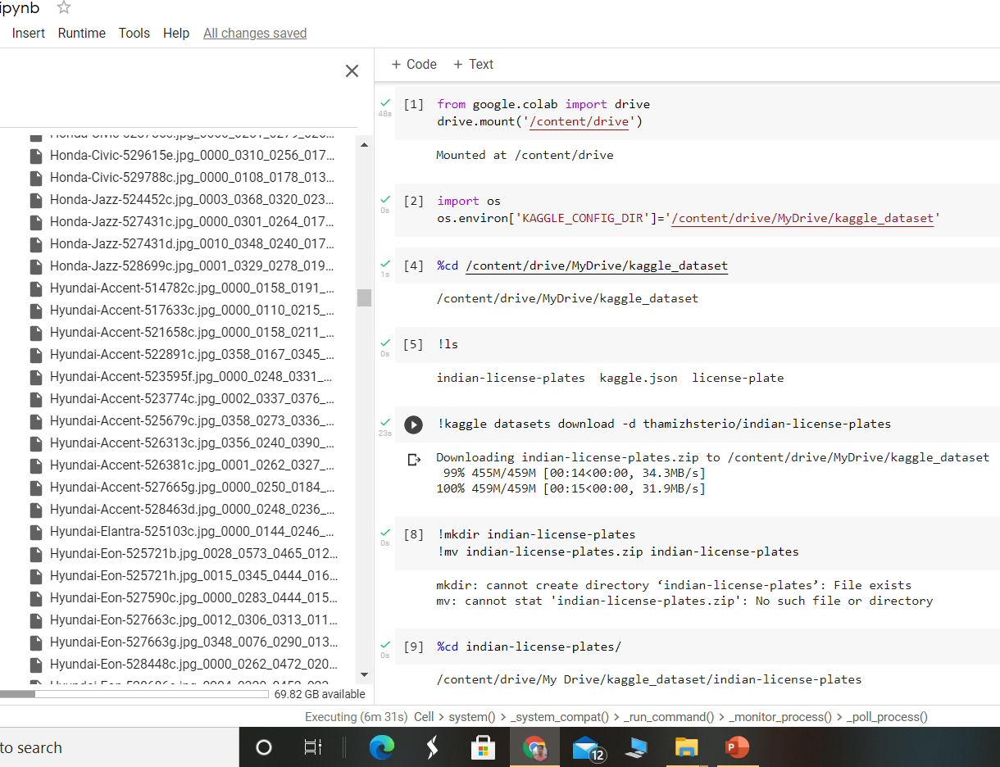 ipynb
Insert Runtime Tools Help All changes saved
+ Code + Text
Honda-Civic-529615e.jpg_0000_0310_0256_017...
Honda-Civic-529788c.jpg_0000_0108_0178_013...
Honda-Jazz-524452c.jpg_0003_0368_0320_023...
Honda-Jazz-527431c.jpg_0000_0301_0264_017...
Honda-Jazz-527431d.jpg_0010_0348_0240_017...
Honda-Jazz-528699c.jpg_0001_0329_0278_019...
Hyundai-Accent-514782c.jpg_0000_0158_0191_...
Hyundai-Accent-517633c.jpg_0000_0110_0215_...
Hyundai-Accent-521658c.jpg_0000_0158_0211_...
Hyundai-Accent-522891c.jpg_0358_0167_0345_...
Hyundai-Accent-523595f.jpg_0000_0248_0331_...
Hyundai-Accent-523774c.jpg_0002_0337_0376_...
Hyundai-Accent-525679c.jpg_0358_0273_0336_...
Hyundai-Accent-526313c.jpg_0356_0240_0390_...
Hyundai-Accent-526381c.jpg_0001_0262_0327_...
Hyundai-Accent-527665g.jpg_0000_0250_0184_...
Hyundai-Accent-528463d.jpg_0000_0248_0236_...
Hyundai-Elantra-525103c.jpg_0000_0144_0246_...
Hyundai-Eon-525721b.jpg_0028_0573_0465_012...
Hyundai-Eon-525721h.jpg_0015_0345_0444_016...
Hyundai-Eon-527590c.jpg_0000_0283_0444_015...
Hyundai-Eon-527663c.jpg_0012_0306_0313_011...
Hyundai-Eon-527663g.jpg_0348_0076_0290_013...
Hyundai-Eon-528448c.jpg_0000_0262_0472_020...
69.82 GB available
48s [1] from google.colab import drive
drive.mount('/content/drive')
Mounted at /content/drive
0s [2] import os
os.environ['KAGGLE_CONFIG_DIR']='/content/drive/MyDrive/kaggle_dataset'
1s [4] %cd /content/drive/MyDrive/kaggle_dataset
/content/drive/MyDrive/kaggle_dataset
0s [5] !ls
indian-license-plates kaggle.json license-plate
23s !kaggle datasets download -d thamizhsterio/indian-license-plates
Downloading indian-license-plates.zip to /content/drive/MyDrive/kaggle_dataset
99% 455M/459M [00:14<00:00, 34.3MB/s]
100% 459M/459M [00:15<00:00, 31.9MB/s]
0s [8] !mkdir indian-license-plates
!mv indian-license-plates.zip indian-license-plates
mkdir: cannot create directory ‘indian-license-plates’: File exists
mv: cannot stat 'indian-license-plates.zip': No such file or directory
0s [9] %cd indian-license-plates/
/content/drive/My Drive/kaggle_dataset/indian-license-plates
Executing (6m 31s) Cell > system() > _system_compat() > _run_command() > _monitor_process() > _poll_process()
to search
12